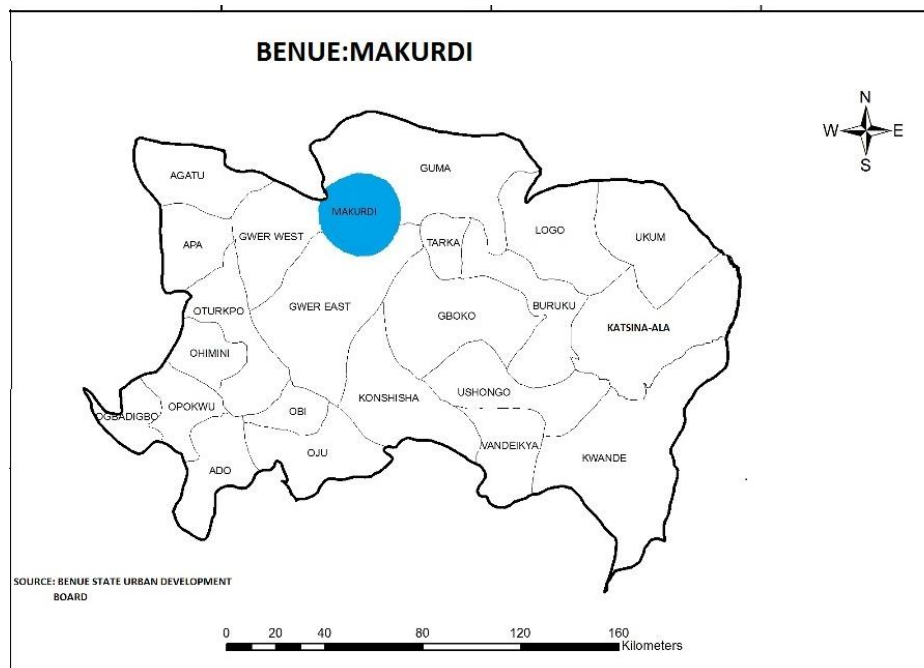 BENUE:MAKURDI
N
W E
S
GUMA
AGATU
MAKURDI
LOGO
UKUM
APA
GWER WEST
TARKA
OTURKPO
GWER EAST
GBOKO
BURUKU
KATSINA-ALA
OHIMINI
OGBADIGBO
OPOKWU
OBI
KONSHISHA
USHONGO
ADO
OJU
VANDEIKYA
KWANDE
SOURCE: BENUE STATE URBAN DEVELOPMENT
BOARD
0 20 40 80 120 160
Kilometers